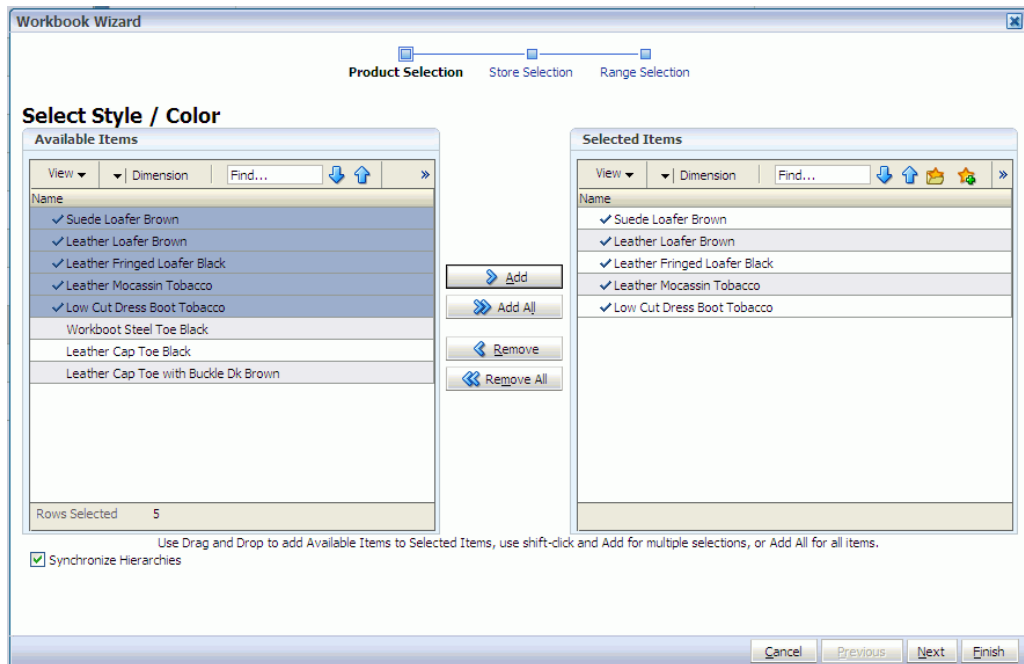 Workbook Wizard
Product Selection Store Selection Range Selection
Select Style / Color
Available Items
View Dimension Find... »
Name
Suede Loafer Brown
Leather Loafer Brown
Leather Fringed Loafer Black
Leather Mocassin Tobacco
Low Cut Dress Boot Tobacco
Workboot Steel Toe Black
Leather Cap Toe Black
Leather Cap Toe with Buckle Dk Brown
Rows Selected 5
Add
Add All
Remove
Remove All
Selected Items
View Dimension Find... »
Name
Suede Loafer Brown
Leather Loafer Brown
Leather Fringed Loafer Black
Leather Mocassin Tobacco
Low Cut Dress Boot Tobacco
Use Drag and Drop to add Available Items to Selected Items, use shift-click and Add for multiple selections, or Add All for all items.
Synchronize Hierarchies
Cancel Previous Next Finish